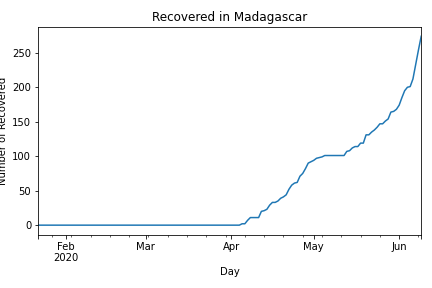 Recovered in Madagascar
Number of Recovered
250
200
150
100
50
0
Feb
2020
Mar
Apr
May
Jun
Day